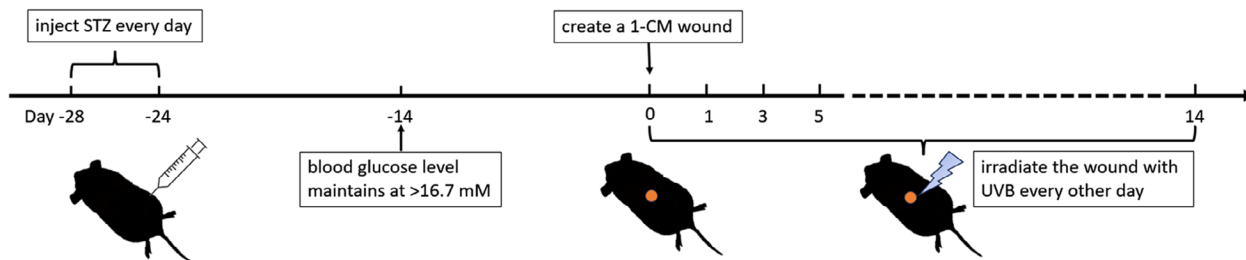 inject STZ every day
create a 1-CM wound
Day -28 -24 -14 0 1 3 5 14
blood glucose level
maintains at >16.7 mM
irradiate the wound with
UVB every other day